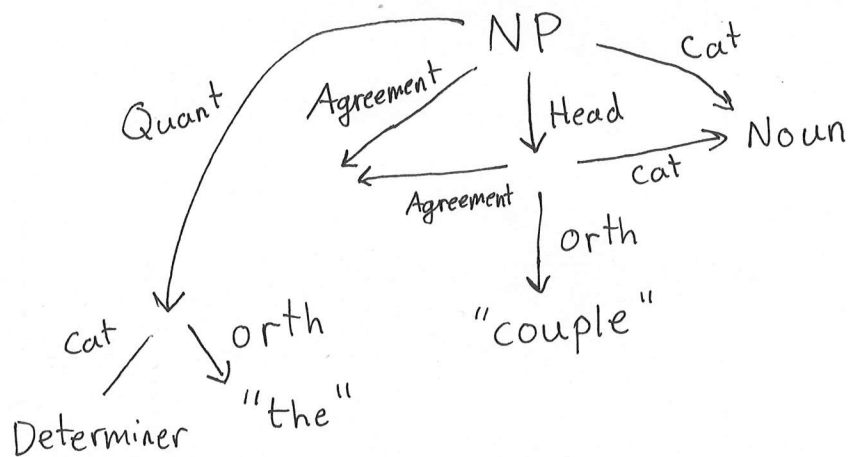 NP
Cat
Quant
Agreement
Head
Noun
Cat
Agreement
orth
"couple"
Cat
orth
"the"
Determiner